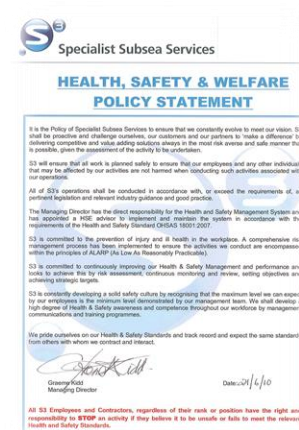 S3
Specialist Subsea Services
HEALTH, SAFETY & WELFARE
POLICY STATEMENT
It is the Policy of Specialist Subsea Services to ensure that we constantly evolve to meet our vision. S
shall be proactive and challenge ourselves, our customers and our partners to 'make a difference' b
delivering competitive and value adding solutions always in the most risk averse and safe manner tha
is possible, given the assessment of the activity to be undertaken.
S3 will ensure that all work is planned safely to ensure that our employees and any other individual
that may be affected by our activities are not harmed when conducting such activities associated wit
our operations.
All of S3's operations shall be conducted in accordance with, or exceed the requirements of, a
pertinent legislation and relevant industry guidance and good practice.
The Managing Director has the direct responsibility for the Health and Safety Management System an
has appointed a HSE advisor to implement and maintain the system in accordance with th
requirements of the Health and Safety Standard OHSAS 18001:2007.
S3 is committed to the prevention of injury and ill health in the workplace. A comprehensive ris
management process has been implemented to ensure the activities we conduct are encompasse
within the principles of ALARP (As Low As Reasonably Practicable).
S3 is committed to continuously improving our Health & Safety Management and performance an
looks to achieve this by risk assessment, continuous monitoring and review, setting objectives an
achieving strategic targets.
S3 is constantly developing a solid safety culture by recognising that the maximum level we can expe
by our employees is the minimum level demonstrated by our management team. We shall develop
high degree of Health & Safety awareness and competence throughout our workforce by managemen
communications and training programmes.
We pride ourselves on our Health & Safety Standards and track record and expect the same standard
from others with whom we contract and interact.
Graeme Kidd
Managing Director
Date: 21/6/10
All S3 Employees and Contractors, regardless of their rank or position have the right an
responsibility to STOP an activity if they believe it to be unsafe or fails to meet the relevan
Health and Safety Standards.